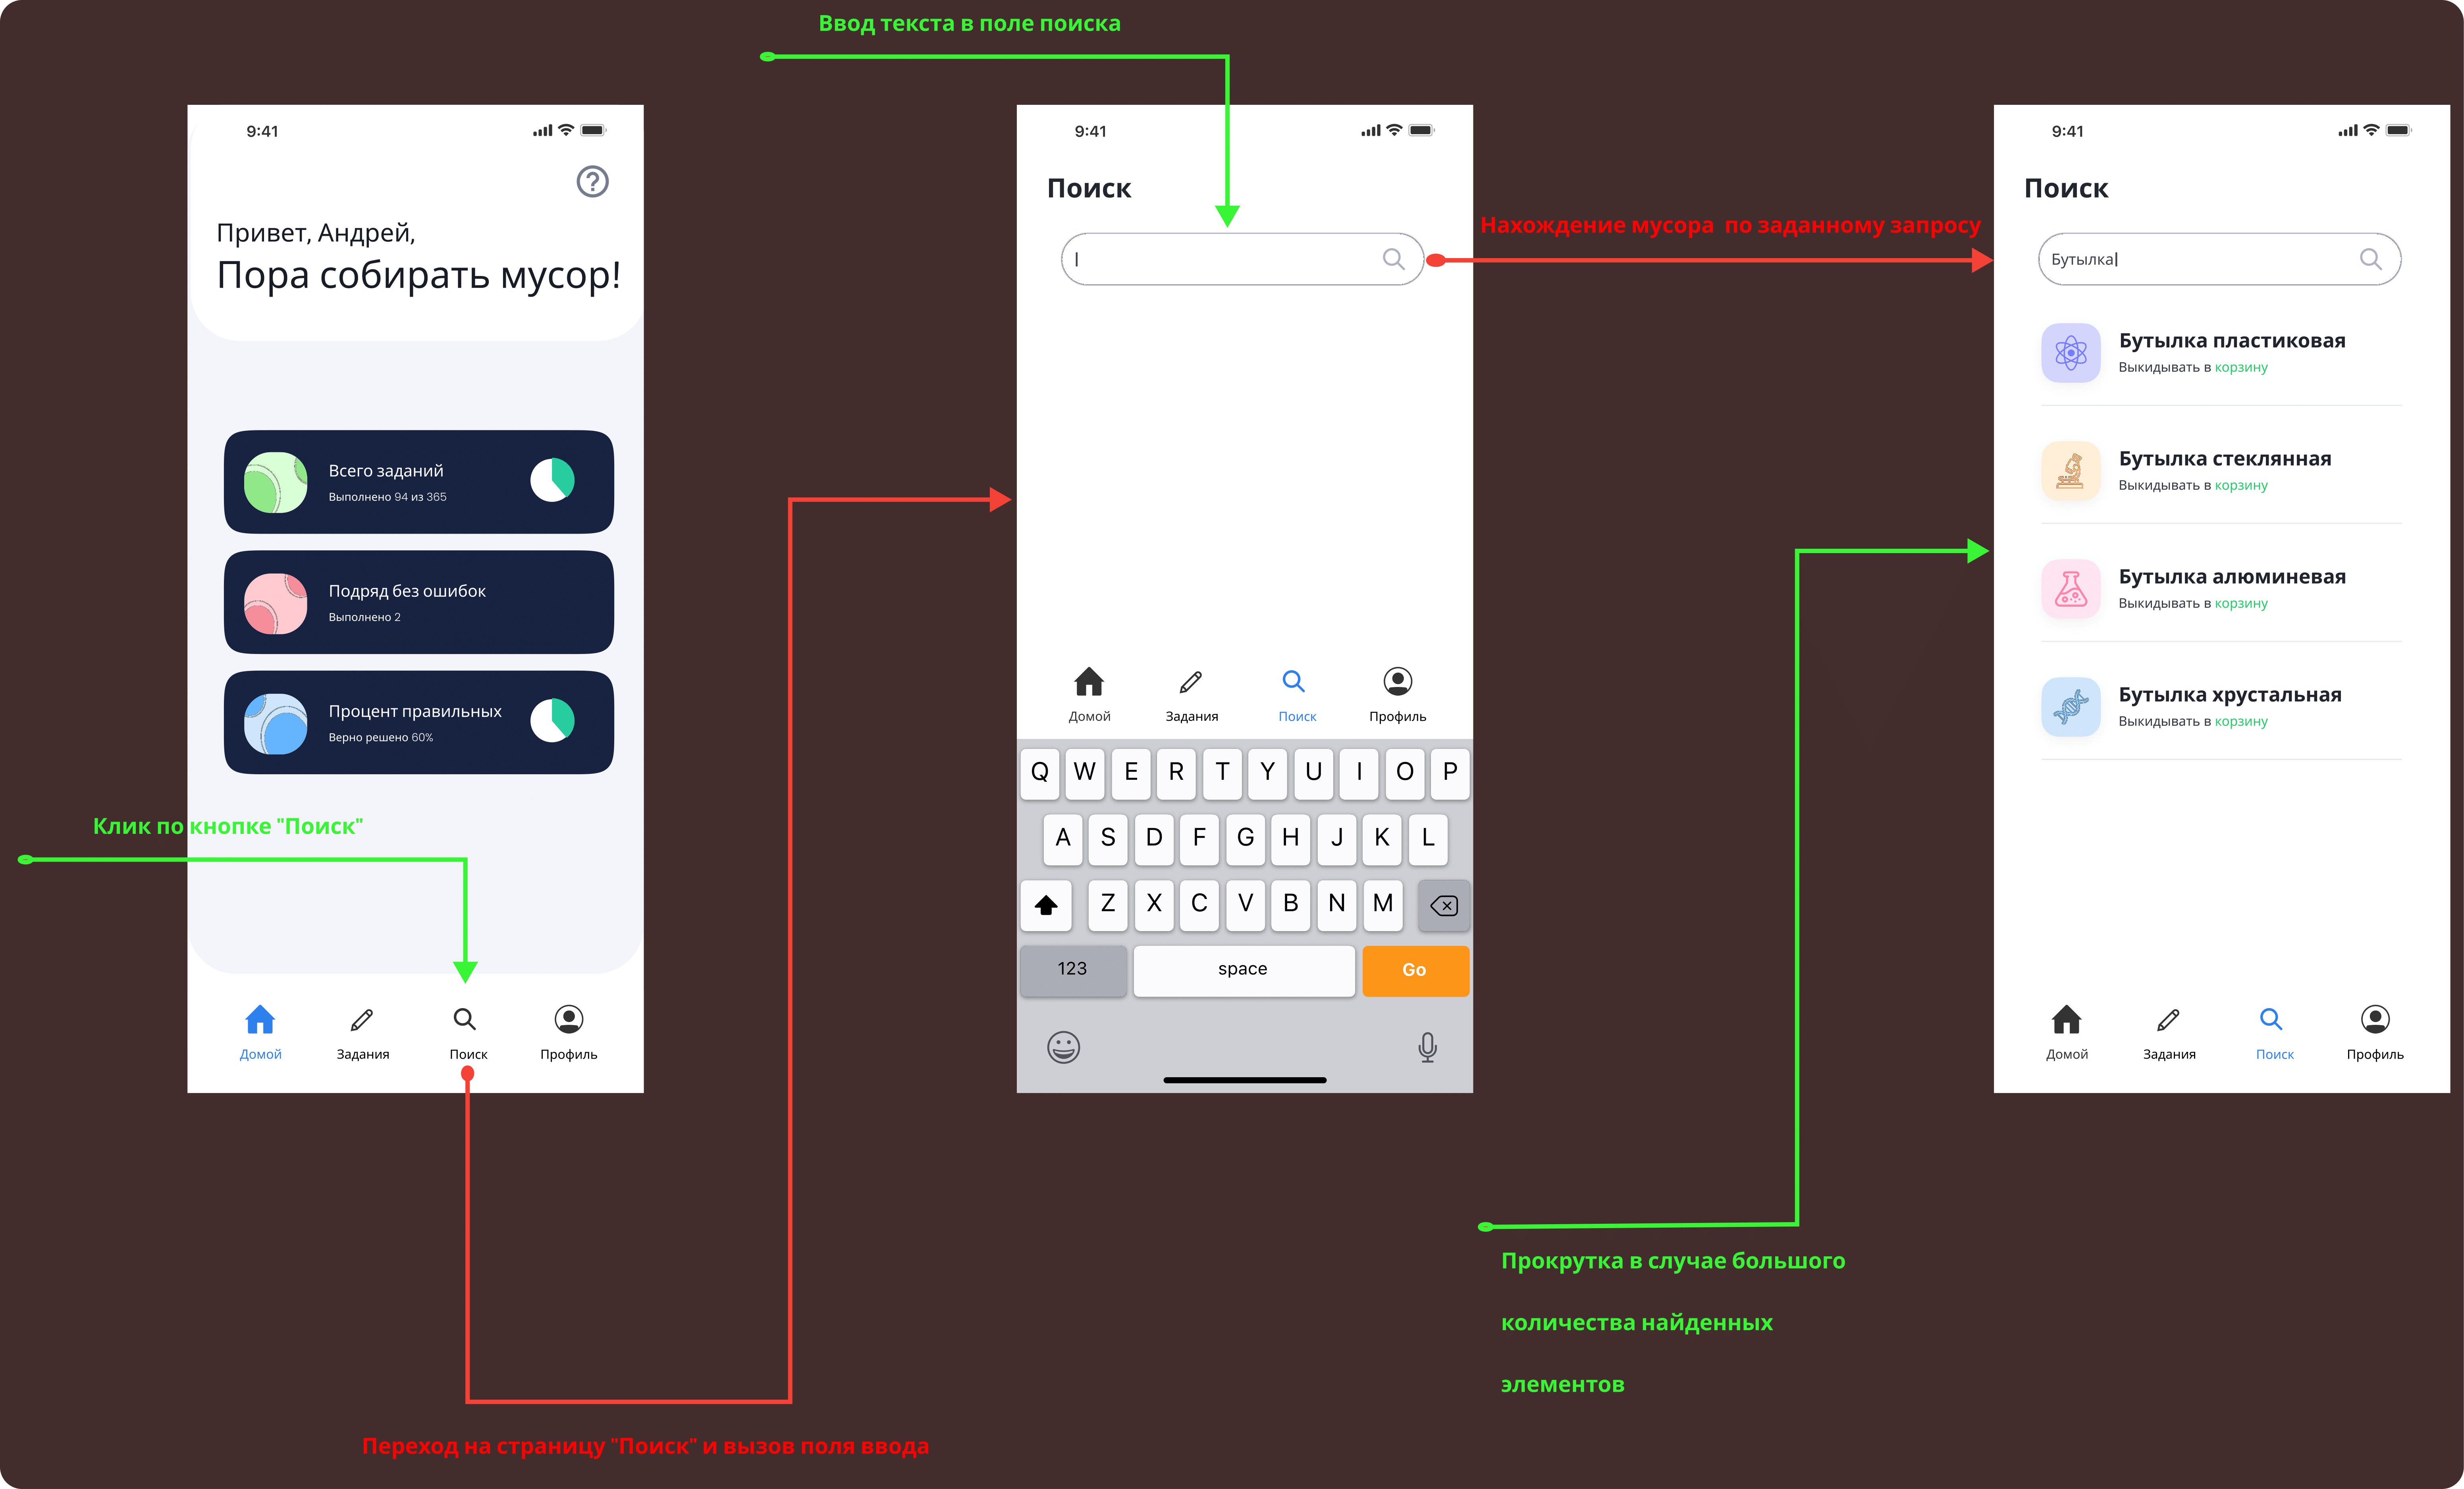 Ввод текста в поле поиска
9:41
Привет, Андрей,
Пора собирать мусор!
Всего заданий
Выполнено 94 из 365
Подряд без ошибок
Выполнено 2
Процент правильных
Верно решено 60%
Клик по кнопке "Поиск"
Домой Задания Поиск Профиль
Переход на страницу "Поиск" и вызов поля ввода
9:41
Поиск
Домой Задания Поиск Профиль
Q W E R T Y U I O P
A S D F G H J K L
Z X C V B N M
123 space Go
Нахождение мусора по заданному запросу
Прокрутка в случае большого
количества найденных
элементов
9:41
Поиск
Бутылка
Бутылка пластиковая
Выкидывать в корзину
Бутылка стеклянная
Выкидывать в корзину
Бутылка алюминевая
Выкидывать в корзину
Бутылка хрустальная
Выкидывать в корзину
Домой Задания Поиск Профиль